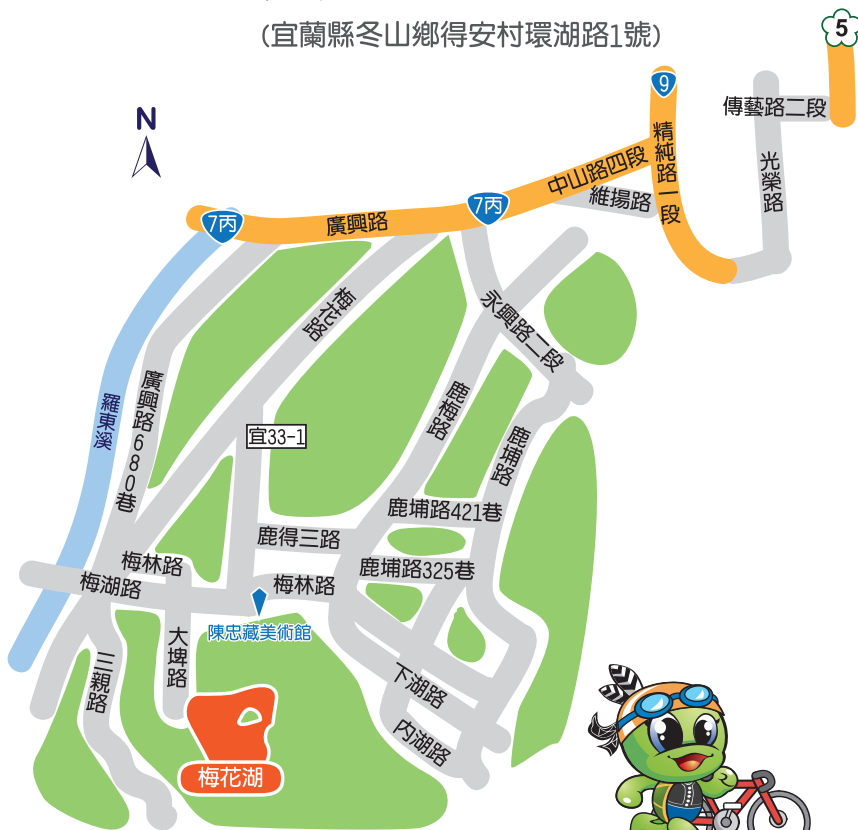 (宜蘭縣冬山鄉得安村環湖路1號)
5
9
N
傳藝路二段
精純路一段
中山路四段
光榮路
維揚路
7丙
7丙
廣興路
梅花路
永興路二段
廣興路680巷
羅東溪
鹿梅路
宜33-1
鹿埔路
鹿埔路421巷
鹿得三路
梅林路
鹿埔路325巷
梅湖路
梅林路
陳忠藏美術館
大埤路
三親路
下湖路
內湖路
梅花湖